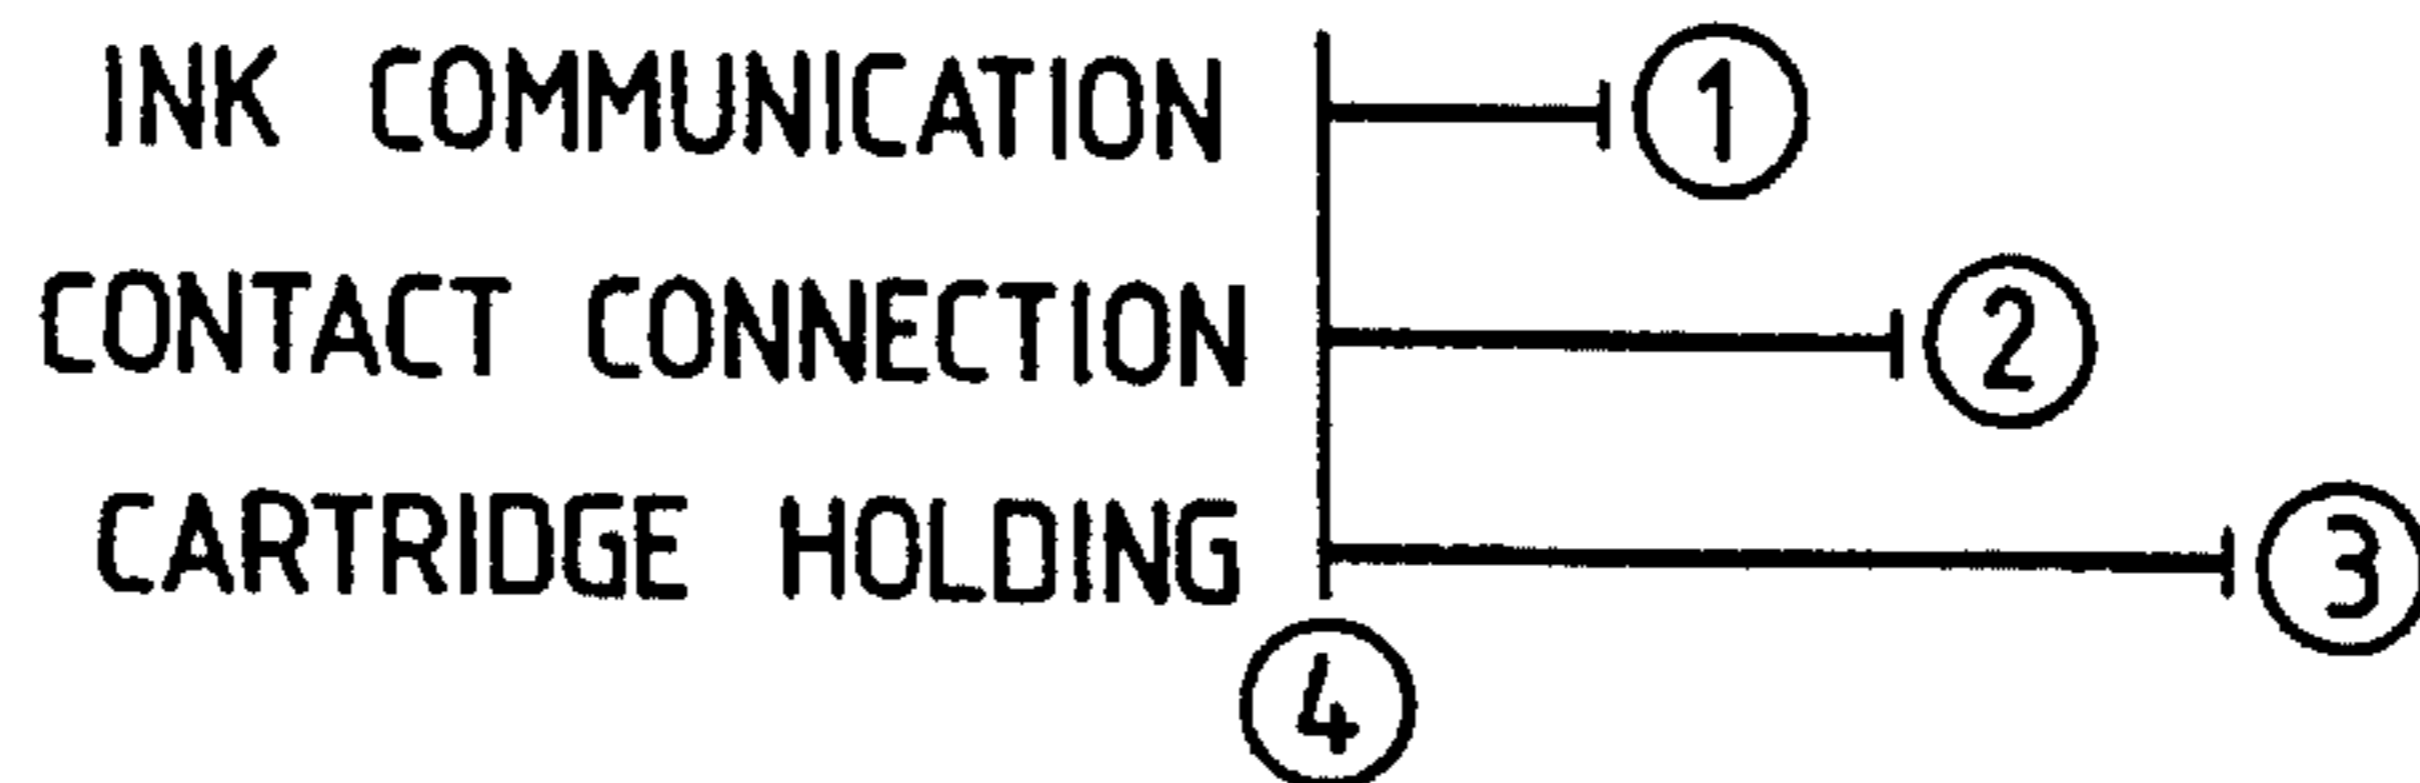 INK COMMUNICATION ①
CONTACT CONNECTION ②
CARTRIDGE HOLDING ③
④